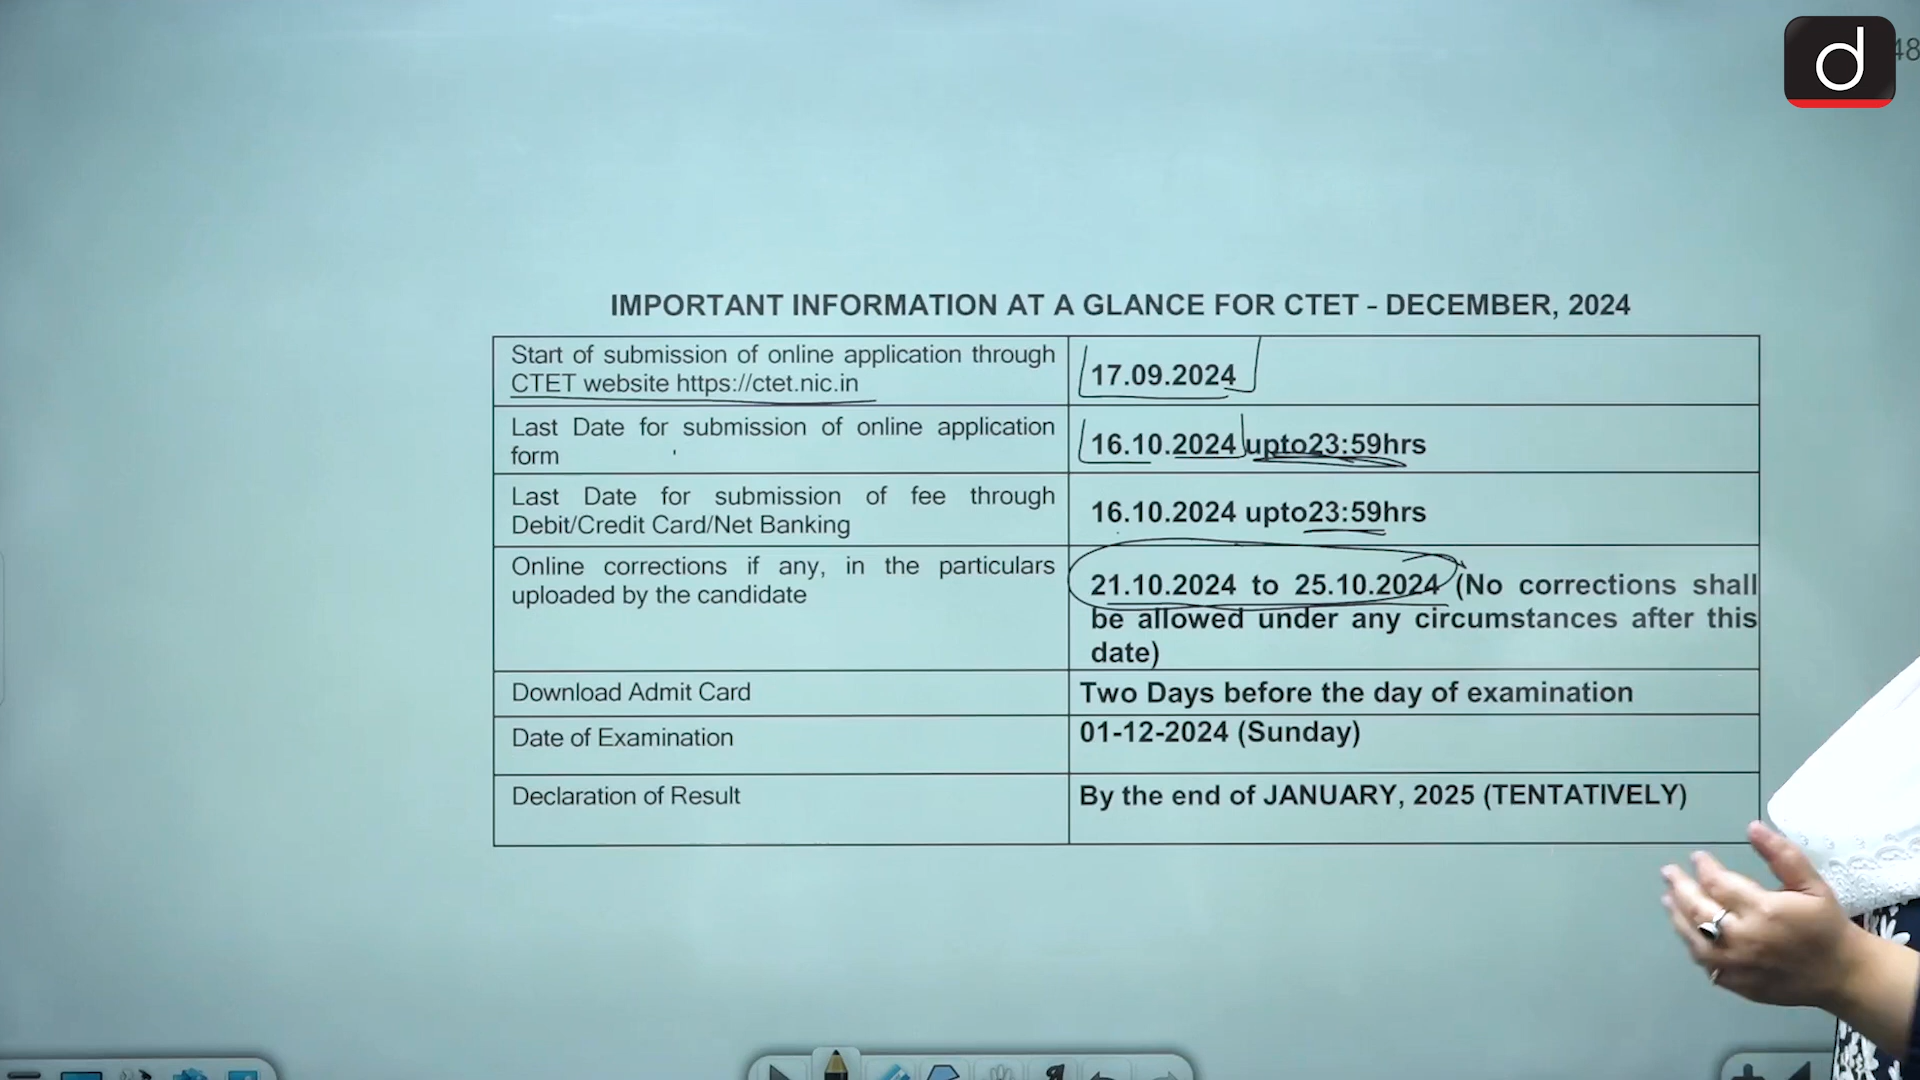 d
48
IMPORTANT INFORMATION AT A GLANCE FOR CTET - DECEMBER, 2024
Start of submission of online application through
CTET website https://ctet.nic.in
17.09.2024
Last Date for submission of online application
form
16.10.2024 upto23:59hrs
Last Date for submission of fee through
Debit/Credit Card/Net Banking
16.10.2024 upto23:59hrs
Online corrections if any, in the particulars
uploaded by the candidate
21.10.2024 to 25.10.2024 (No corrections shall
be allowed under any circumstances after this
date)
Download Admit Card
Two Days before the day of examination
Date of Examination
01-12-2024 (Sunday)
Declaration of Result
By the end of JANUARY, 2025 (TENTATIVELY)